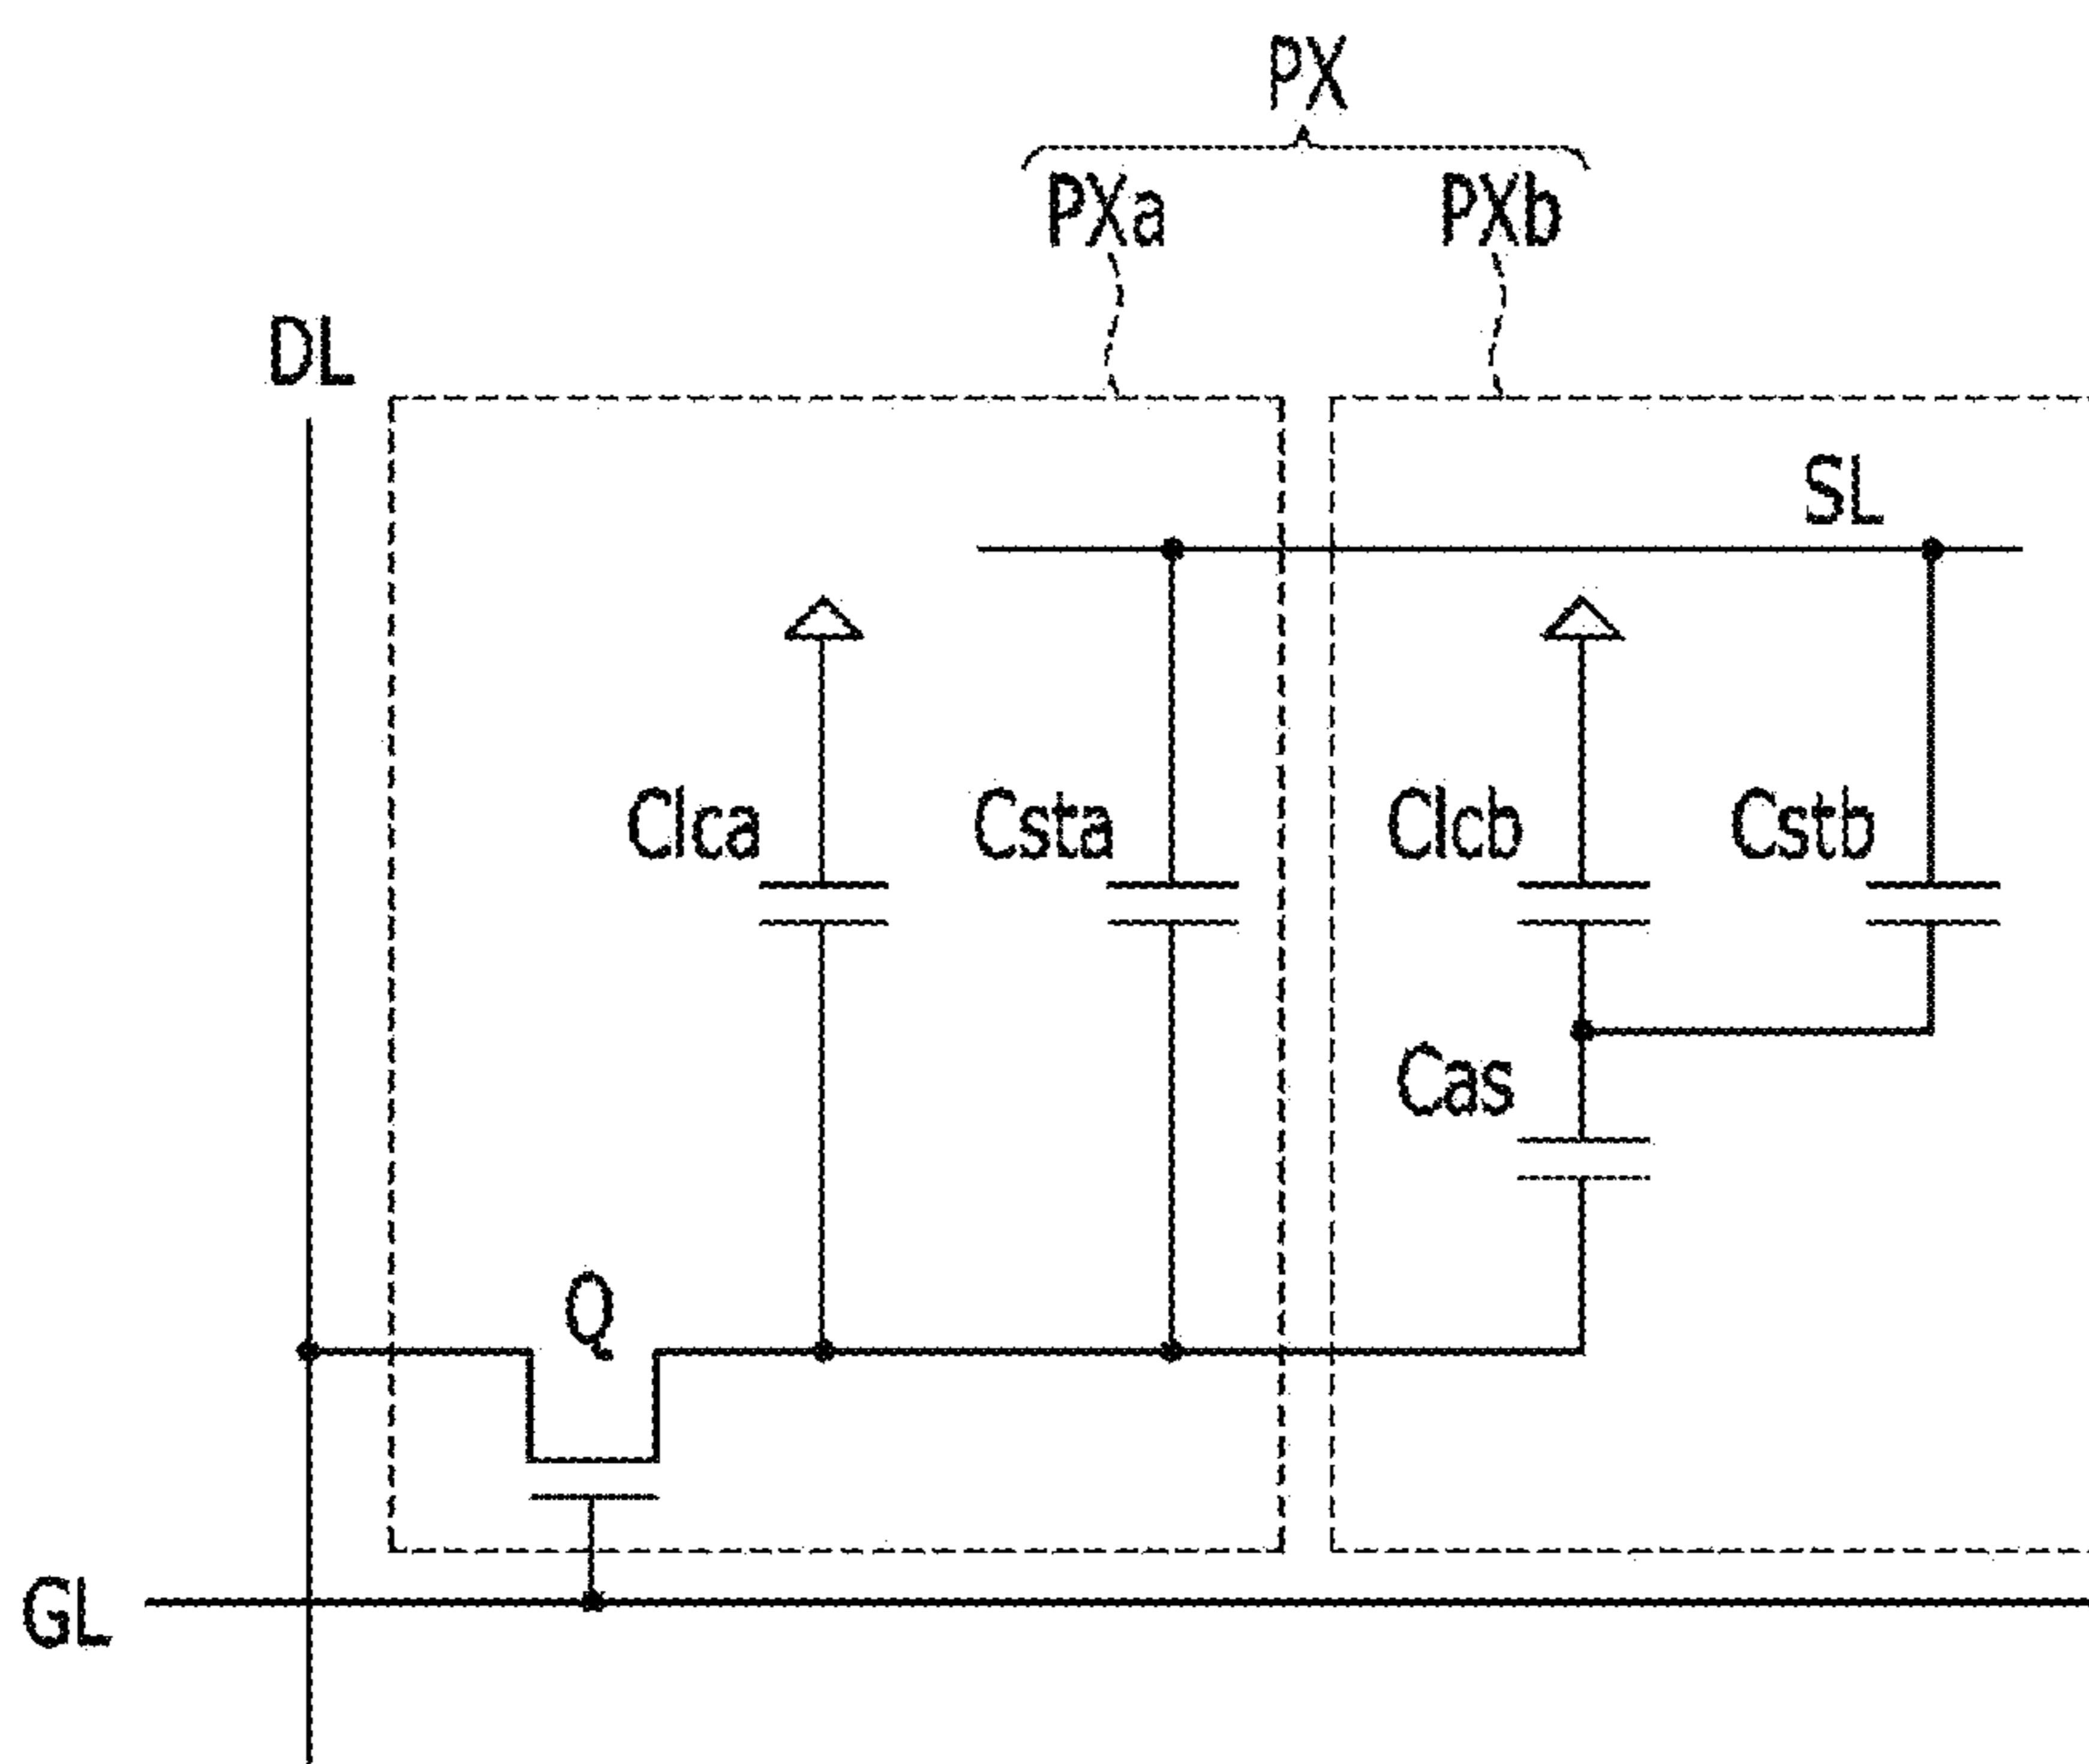 PX
PXa PXb
DL
SL
Clca Csta Clcb Cstb
Cas
Q
GL